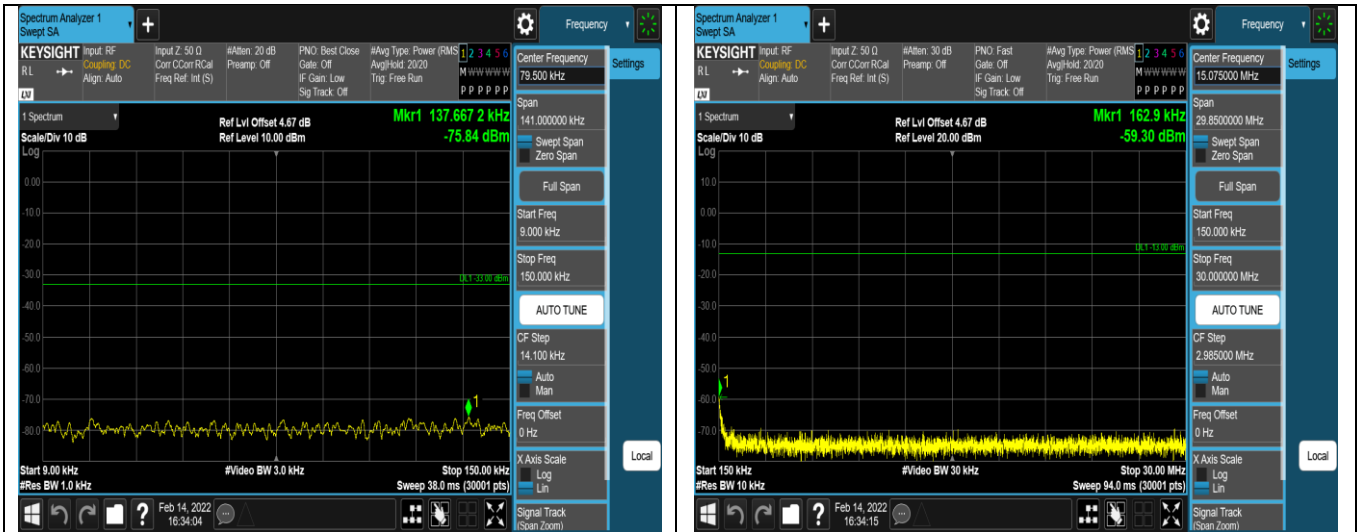 Spectrum Analyzer 1
Swept SA
+
Frequency
KEYSIGHT
RL
LXI
Input: RF
Coupling: DC
Align: Auto
Input Z: 50 Ω
Corr CCorr RCal
Freq Ref: Int (S)
#Atten: 20 dB
Preamp: Off
PNO: Best Close
Gate: Off
IF Gain: Low
Sig Track: Off
#Avg Type: Power (RMS
Avg|Hold: 20/20
Trig: Free Run
1 2 3 4 5 6
M W W W W W
P P P P P P
1 Spectrum
Scale/Div 10 dB
Log
Ref Lvl Offset 4.67 dB
Ref Level 10.00 dBm
Mkr1 137.667 2 kHz
-75.84 dBm
0.00
-10.0
-20.0
-30.0
-40.0
-50.0
-60.0
-70.0
-80.0
DL1 -33.00 dBm
1
Start 9.00 kHz
#Res BW 1.0 kHz
#Video BW 3.0 kHz
Stop 150.00 kHz
Sweep 38.0 ms (30001 pts)
Center Frequency
79.500 kHz
Settings
Span
141.000000 kHz
Swept Span
Zero Span
Full Span
Start Freq
9.000 kHz
Stop Freq
150.000 kHz
AUTO TUNE
CF Step
14.100 kHz
Auto
Man
Freq Offset
0 Hz
X Axis Scale
Log
Lin
Local
Signal Track
(Span Zoom)
?
Feb 14, 2022
16:34:04
Spectrum Analyzer 1
Swept SA
+
Frequency
KEYSIGHT
RL
LXI
Input: RF
Coupling: DC
Align: Auto
Input Z: 50 Ω
Corr CCorr RCal
Freq Ref: Int (S)
#Atten: 30 dB
Preamp: Off
PNO: Fast
Gate: Off
IF Gain: Low
Sig Track: Off
#Avg Type: Power (RMS
Avg|Hold: 20/20
Trig: Free Run
1 2 3 4 5 6
M W W W W W
P P P P P P
1 Spectrum
Scale/Div 10 dB
Log
Ref Lvl Offset 4.67 dB
Ref Level 20.00 dBm
Mkr1 162.9 kHz
-59.30 dBm
10.0
0.00
-10.0
-20.0
-30.0
-40.0
-50.0
-60.0
-70.0
DL1 -13.00 dBm
1
Start 150 kHz
#Res BW 10 kHz
#Video BW 30 kHz
Stop 30.00 MHz
Sweep 94.0 ms (30001 pts)
Center Frequency
15.075000 MHz
Settings
Span
29.8500000 MHz
Swept Span
Zero Span
Full Span
Start Freq
150.000 kHz
Stop Freq
30.000000 MHz
AUTO TUNE
CF Step
2.985000 MHz
Auto
Man
Freq Offset
0 Hz
X Axis Scale
Log
Lin
Local
Signal Track
(Span Zoom)
?
Feb 14, 2022
16:34:15